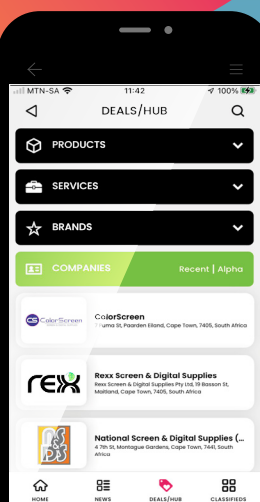 MTN-SA 11:42 100%
DEALS/HUB
PRODUCTS
SERVICES
BRANDS
COMPANIES Recent | Alpha
CS ColorScreen
ColorScreen
Paarden Eiland, Cape Town, 7405, South Africa
REXX
Rexx Screen & Digital Supplies
Rexx Screen & Digital Supplies Pty Ltd, 19 Basson St,
Maitland, Cape Town, 7405, South Africa
National Screen & Digital Supplies (...
4 7th St, Montague Gardens, Cape Town, 7441, South
Africa
HOME NEWS DEALS/HUB CLASSIFIEDS